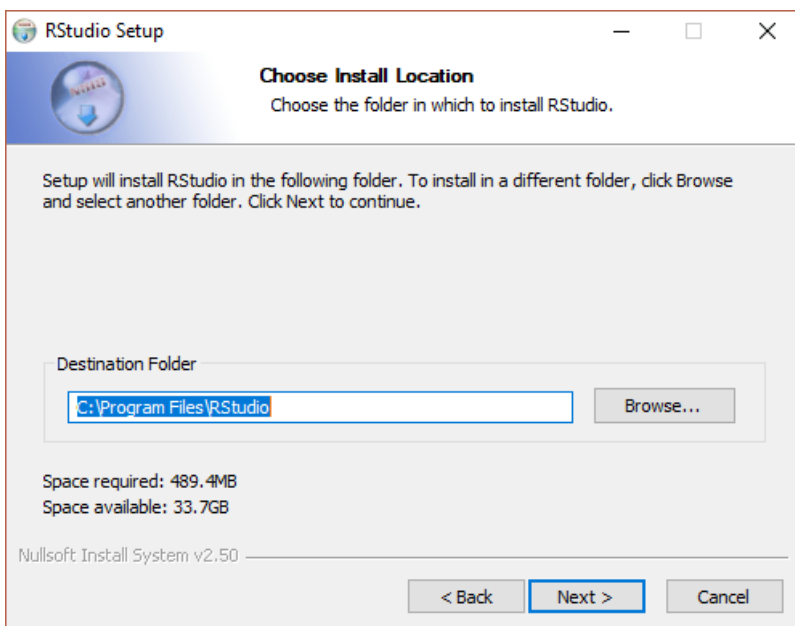 RStudio Setup
Choose Install Location
Choose the folder in which to install RStudio.
Setup will install RStudio in the following folder. To install in a different folder, click Browse
and select another folder. Click Next to continue.
Destination Folder
C:\Program Files\RStudio
Browse...
Space required: 489.4MB
Space available: 33.7GB
Nullsoft Install System v2.50
< Back
Next >
Cancel